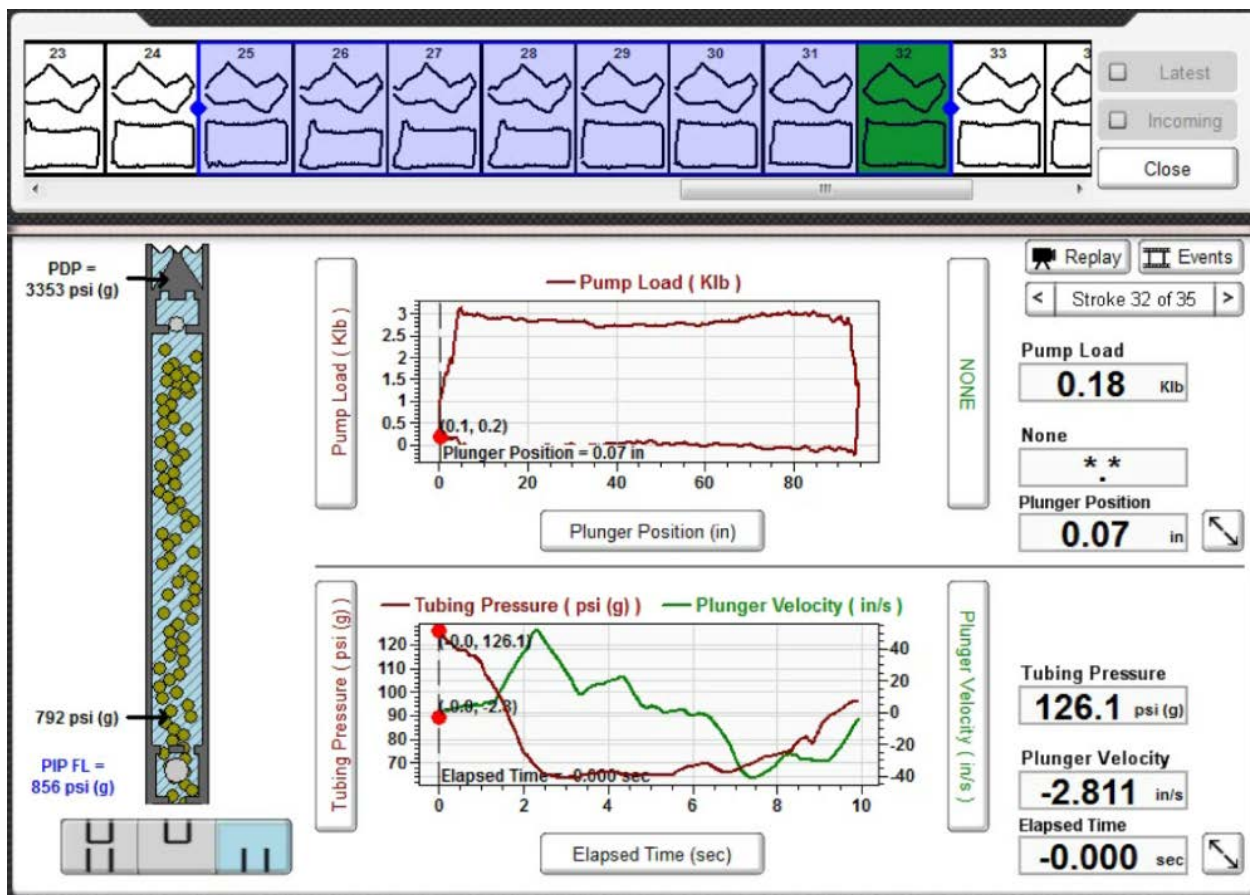 23 24 25 26 27 28 29 30 31 32 33 3
Latest
Incoming
Close
PDP =
3353 psi (g)
792 psi (g)
PIP FL =
856 psi (g)
Pump Load ( Klb )
Pump Load ( Klb )
3
2.5
2
1.5
1
0.5
0
(0.1, 0.2)
Plunger Position = 0.07 in
0 20 40 60 80
Plunger Position (in)
NONE
Replay
Events
< Stroke 32 of 35 >
Pump Load
0.18 Klb
None
*.*
Plunger Position
0.07 in
Tubing Pressure ( psi (g) )
Tubing Pressure ( psi (g) ) Plunger Velocity ( in/s )
120
110
100
90
80
70
(-0.0, 126.1)
(-0.0, -2.8)
Elapsed Time = -0.000 sec
40
20
0
-20
-40
0 2 4 6 8 10
Elapsed Time (sec)
Plunger Velocity ( in/s )
Tubing Pressure
126.1 psi (g)
Plunger Velocity
-2.811 in/s
Elapsed Time
-0.000 sec